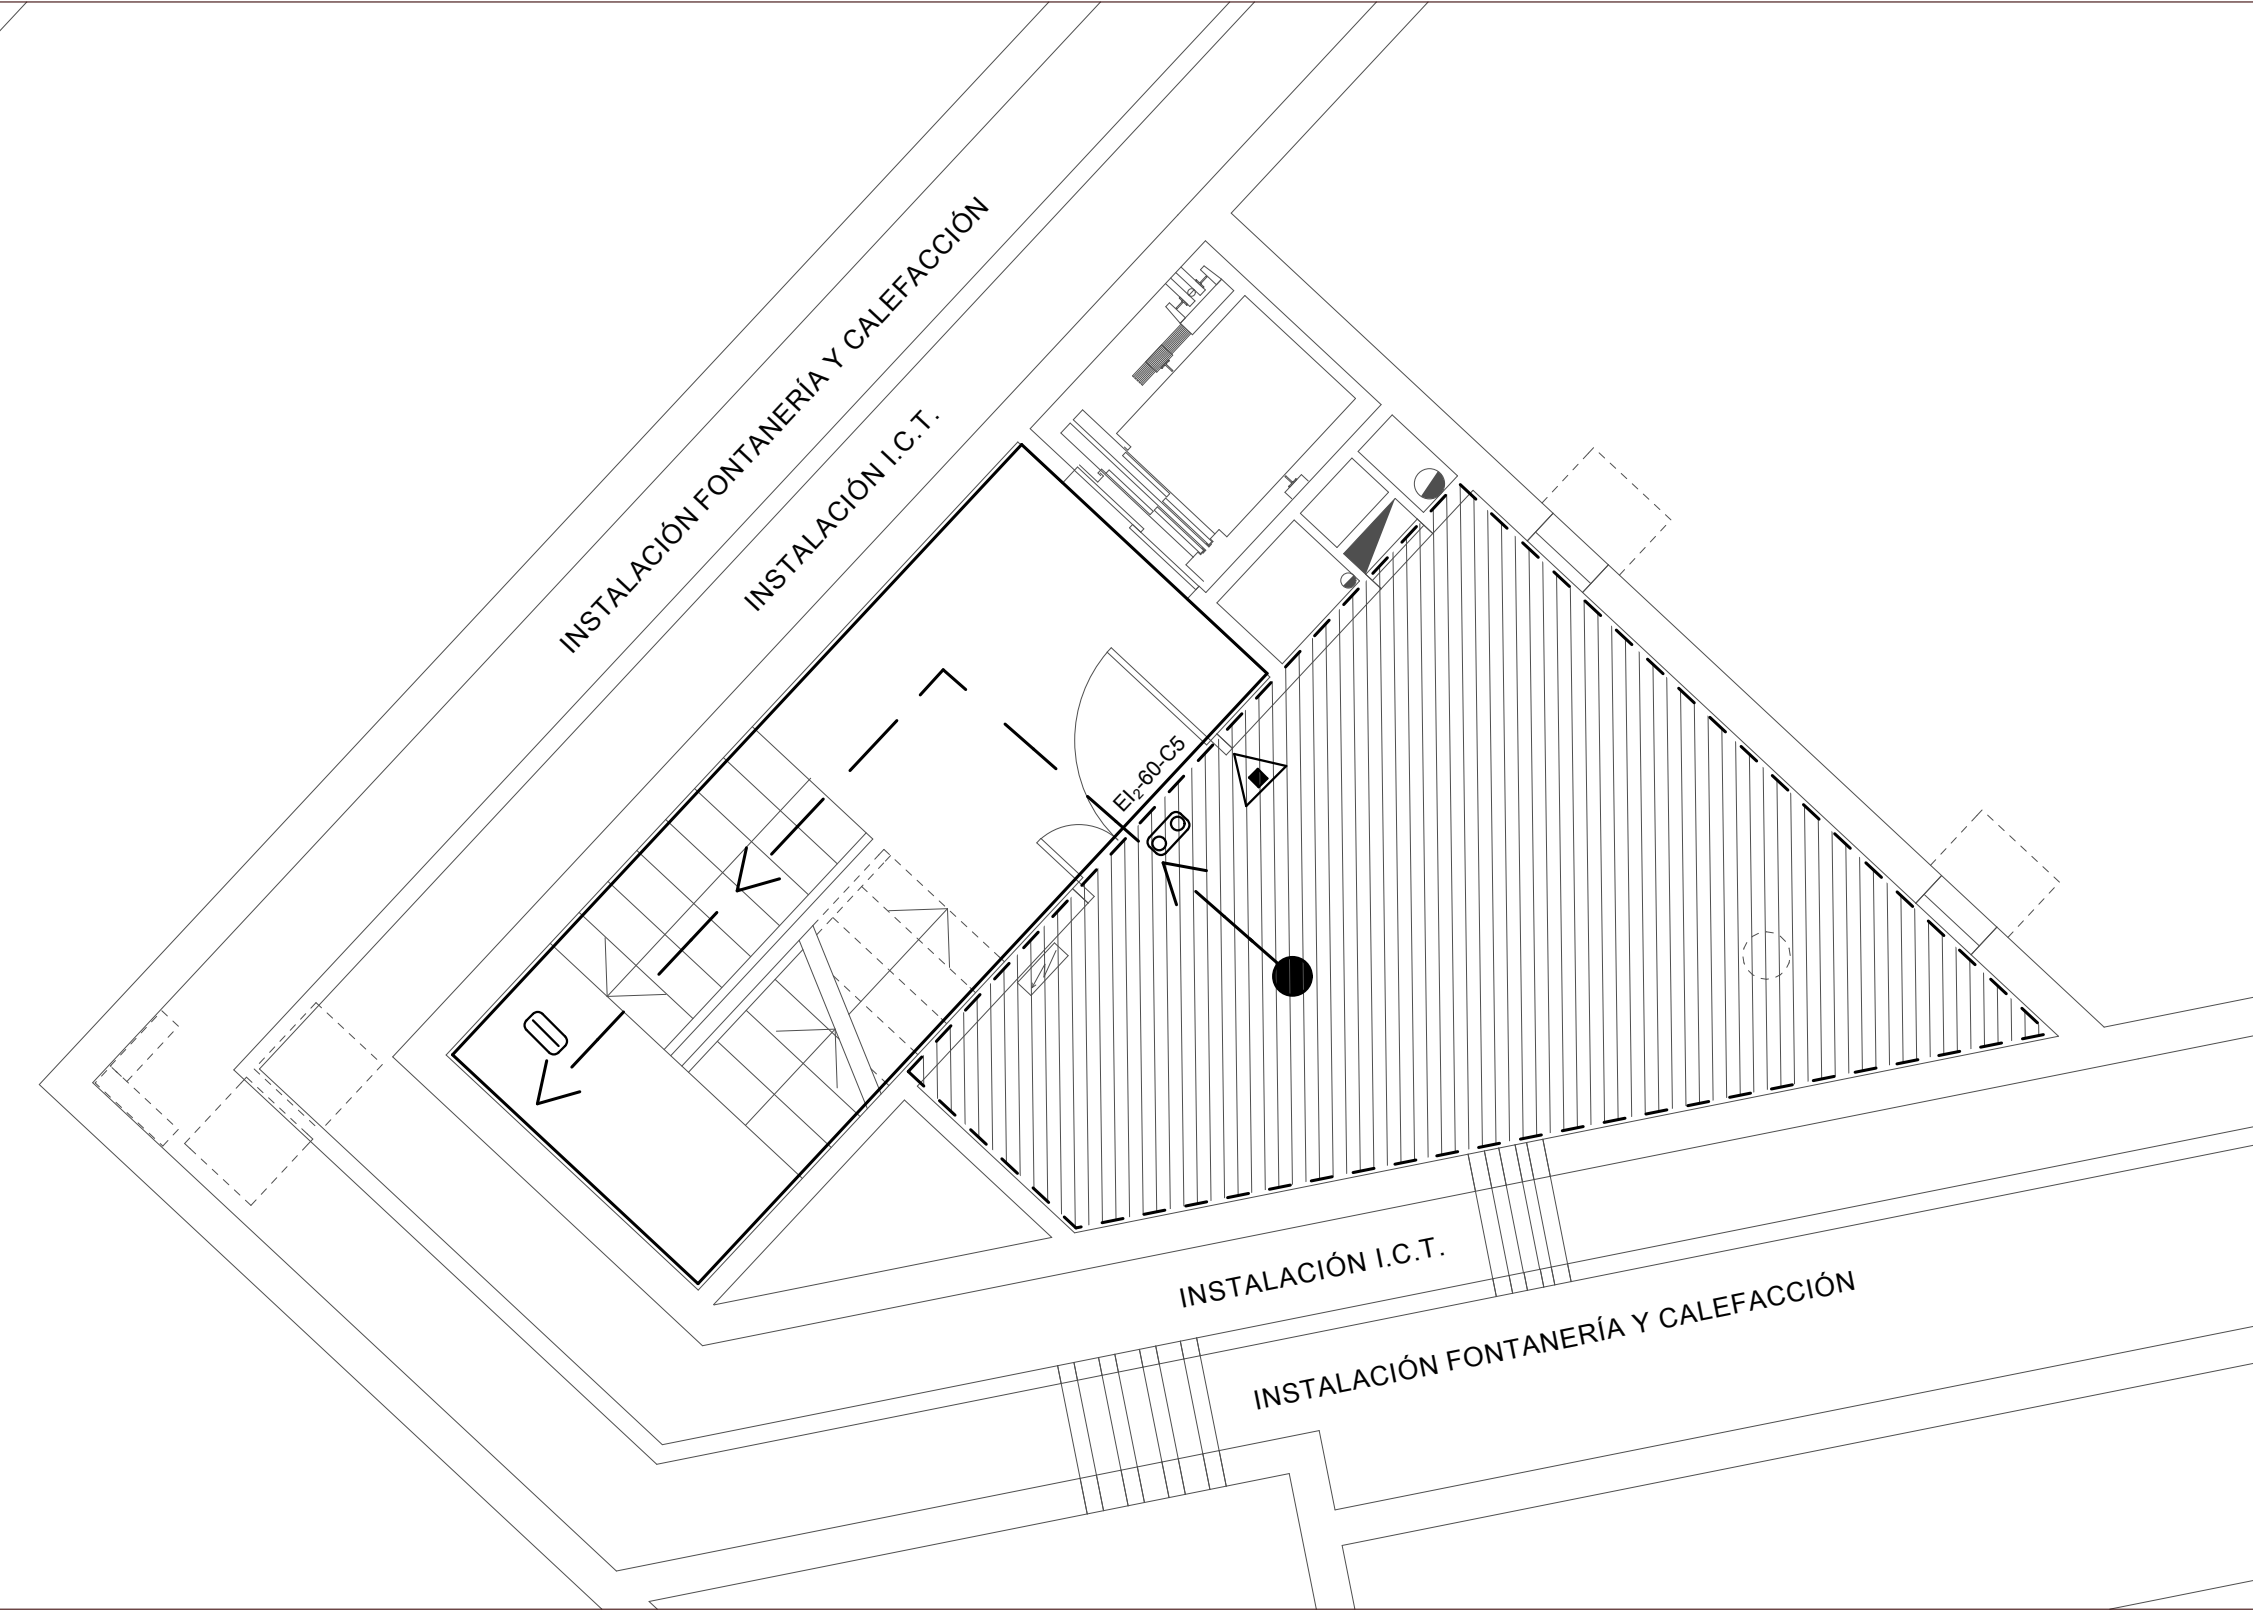 INSTALACIÓN FONTANERÍA Y CALEFACCIÓN
INSTALACIÓN I.C.T.
EI₂-60-C5
INSTALACIÓN I.C.T.
INSTALACIÓN FONTANERÍA Y CALEFACCIÓN